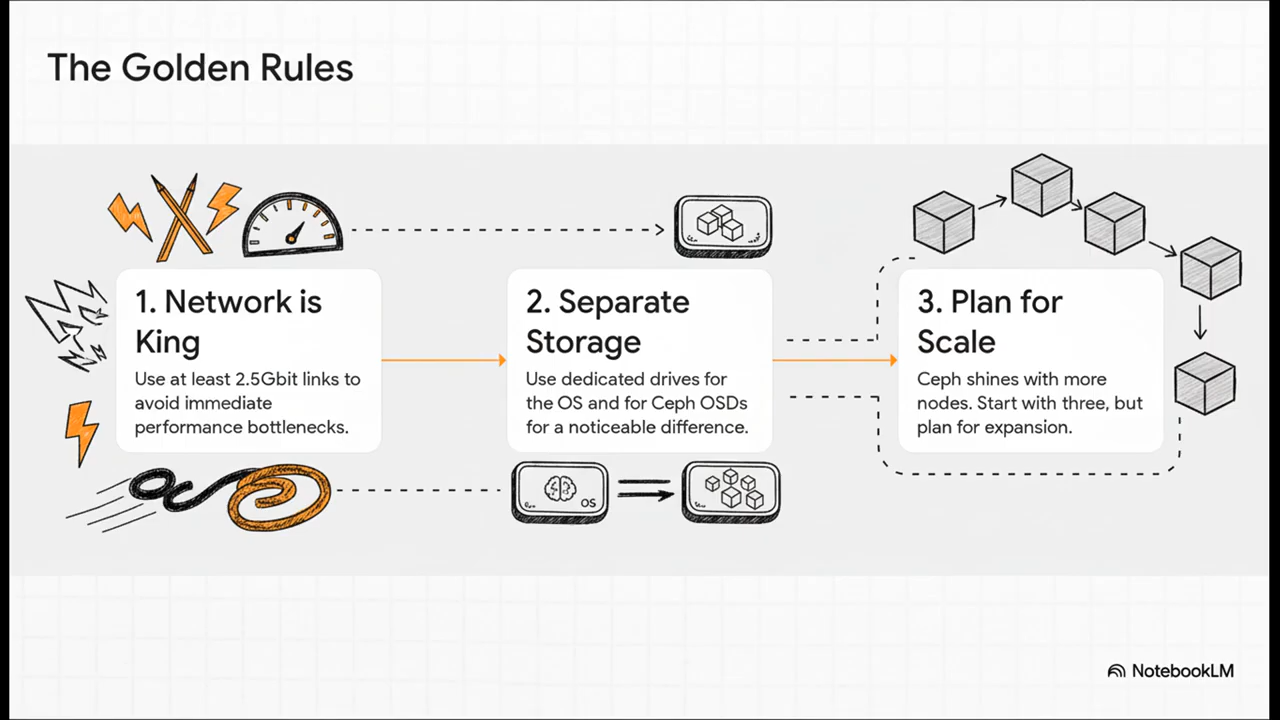 The Golden Rules
1. Network is
King
Use at least 2.5Gbit links to
avoid immediate
performance bottlenecks.
2. Separate
Storage
Use dedicated drives for
the OS and for Ceph OSDs
for a noticeable difference.
3. Plan for
Scale
Ceph shines with more
nodes. Start with three, but
plan for expansion.
OS
NotebookLM